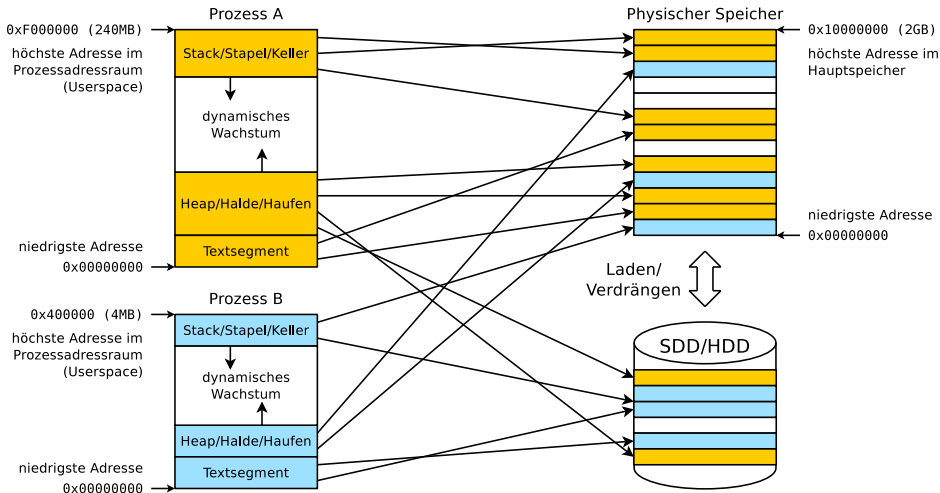 Prozess A
0xF000000 (240MB)
höchste Adresse im
Prozessadressraum
(Userspace)
Stack/Stapel/Keller
dynamisches
Wachstum
Heap/Halde/Haufen
Textsegment
niedrigste Adresse
0x00000000
Prozess B
0x400000 (4MB)
höchste Adresse im
Prozessadressraum
(Userspace)
Stack/Stapel/Keller
dynamisches
Wachstum
Heap/Halde/Haufen
Textsegment
niedrigste Adresse
0x00000000
Physischer Speicher
0x10000000 (2GB)
höchste Adresse im
Hauptspeicher
niedrigste Adresse
0x00000000
Laden/
Verdrängen
SDD/HDD